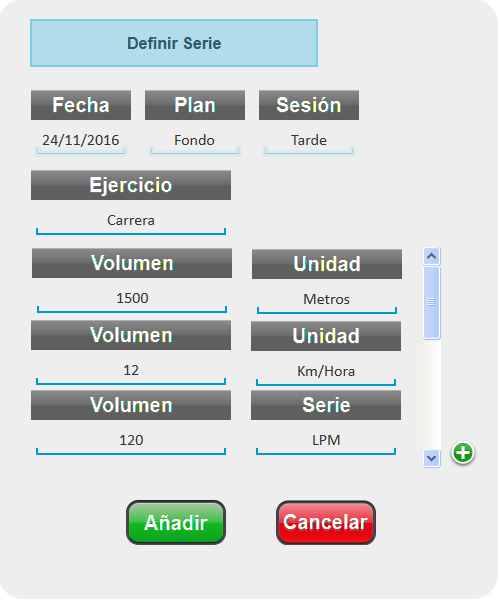 Definir Serie
Fecha Plan Sesión
24/11/2016 Fondo Tarde
Ejercicio
Carrera
Volumen Unidad
1500 Metros
Volumen Unidad
12 Km/Hora
Volumen Serie
120 LPM
Añadir Cancelar